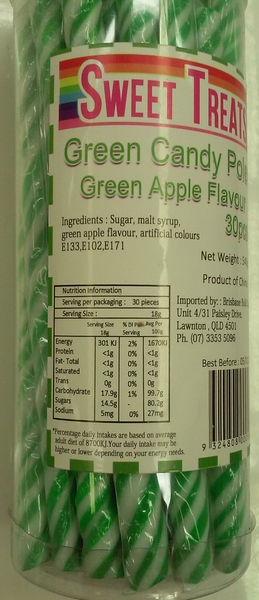 SWEET TREATS
Green Candy
Green Apple Flavour
30pc
Ingredients : Sugar, malt syrup,
green apple flavour, artificial colours
E133,E102,E171
Net Weight :
Product of
Imported by: : Brisbane
Unit 4/31 Paisley Drive,
Lawnton , QLD 4501
Ph. (07) 3353 5096
Best Before:
Nutrition Information
Serving per packaging : 30 pieces
Serving Size : 18g
Serving Size 18g % DI Per Serving Avg Per 100g
Energy 301 KJ 2% 1670KJ
Protein <1g 0% <1g
Fat- Total <1g 0% <1g
Saturated <1g 0% <1g
Trans 0g 0% 0g
Carbohydrate 17.9g 1% 99.7g
Sugars 14.5g - 80.2g
Sodium 5mg 0% 27mg
*Percentage daily intakes are based on average
adult diet of 8700KJ.Your daily intake may be
higher or lower depending on your energy needs.
9 324808